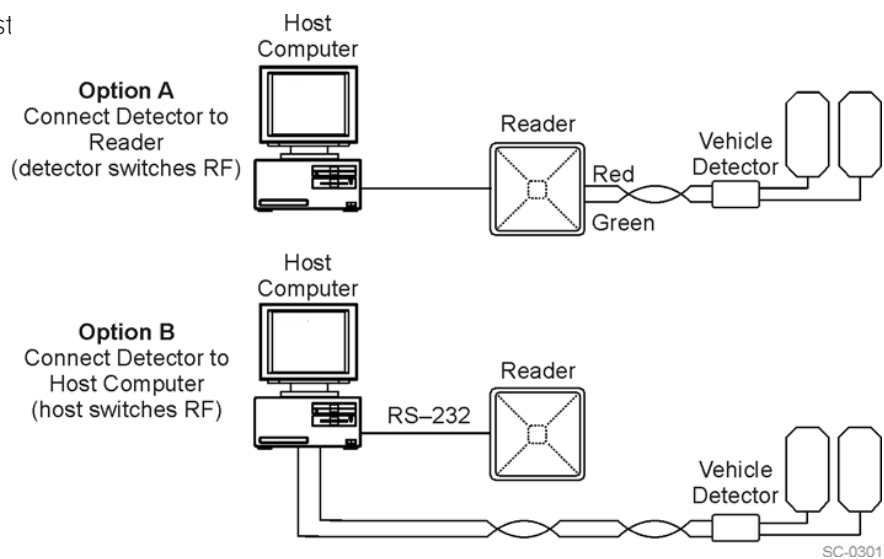 st
Host
Computer
Option A
Connect Detector to
Reader
(detector switches RF)
Reader
Red
Green
Vehicle
Detector
Host
Computer
Option B
Connect Detector to
Host Computer
(host switches RF)
RS–232
Reader
Vehicle
Detector
SC-0301